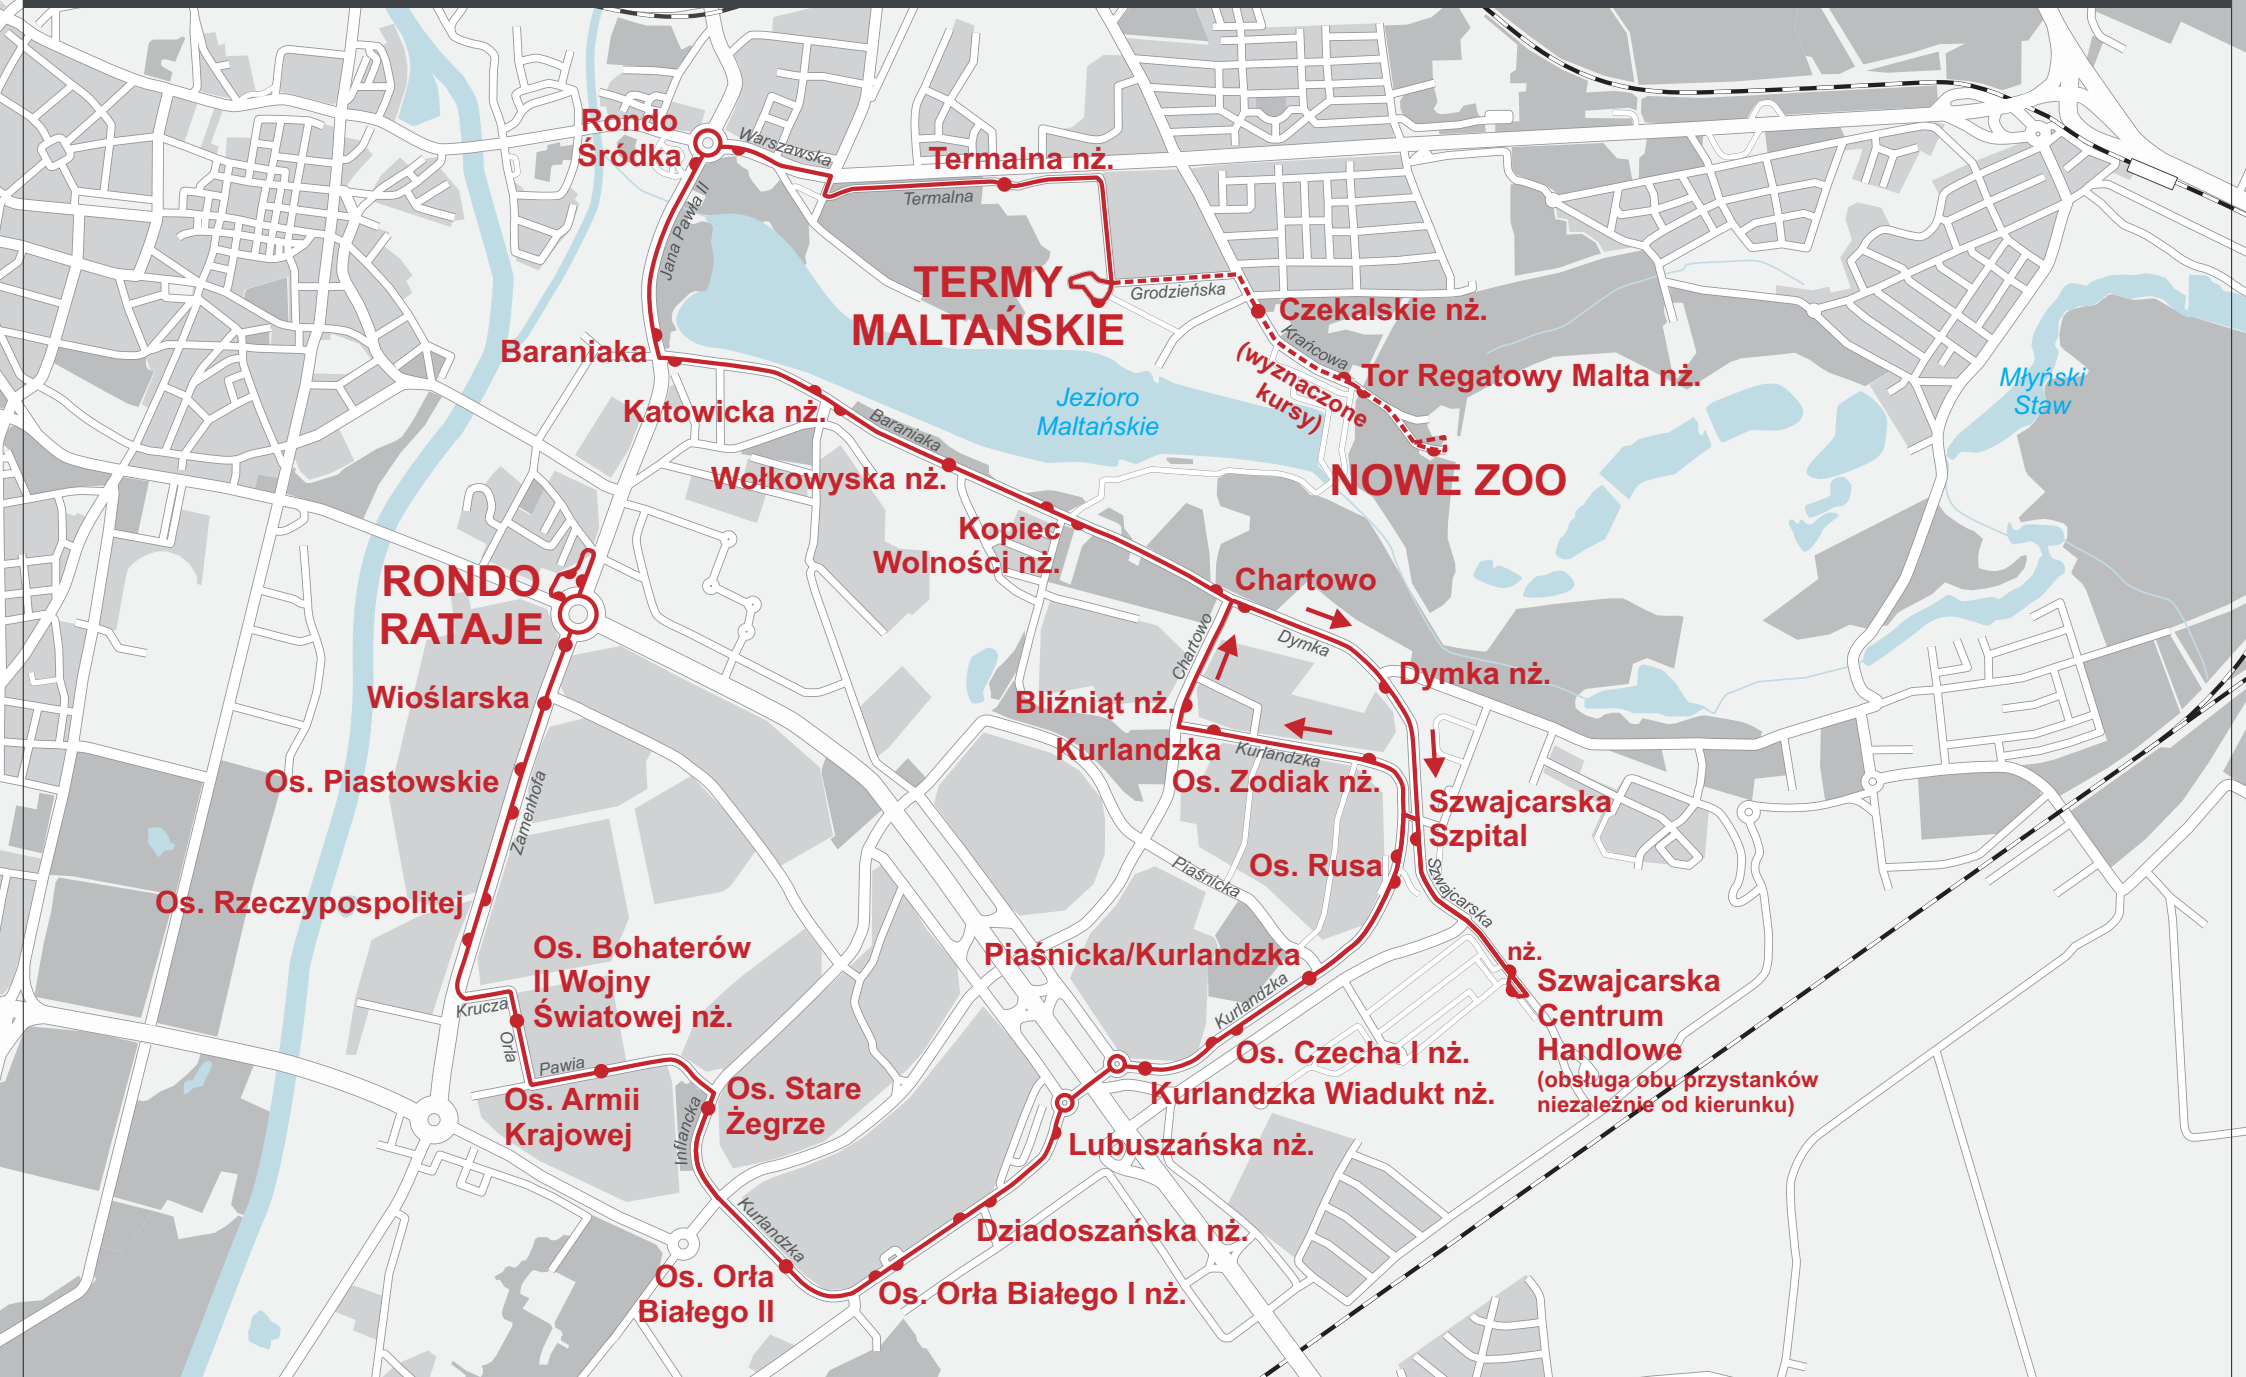 Rondo
Śródka
Warszawska
Termalna nż.
Termalna
Jana Pawła II
TERMY
MALTAŃSKIE
Grodzieńska
Czekalskie nż.
Krańcowa
(wyznaczone
kursy)
Tor Regatowy Malta nż.
Baraniaka
Jezioro
Maltańskie
Młyński
Staw
Katowicka nż.
Baraniaka
Wołkowyska nż.
NOWE ZOO
Kopiec
Wolności nż.
RONDO
RATAJE
Chartowo
Chartowo
Dymka
Dymka nż.
Wioślarska
Bliźniąt nż.
Kurlandzka
Kurlandzka
Os. Zodiak nż.
Os. Piastowskie
Zamenhofa
Szwajcarska
Szpital
Os. Rusa
Piaśnicka
Szwajcarska
Os. Rzeczypospolitej
Os. Bohaterów
II Wojny
Światowej nż.
Piaśnicka/Kurlandzka
nż.
Szwajcarska
Centrum
Handlowe
(obsługa obu przystanków
niezależnie od kierunku)
Krucza
Orla
Kurlandzka
Os. Czecha I nż.
Pawia
Os. Armii
Krajowej
Os. Stare
Żegrze
Inflancka
Kurlandzka Wiadukt nż.
Lubuszańska nż.
Kurlandzka
Dziadoszańska nż.
Os. Orła
Białego II
Os. Orła Białego I nż.